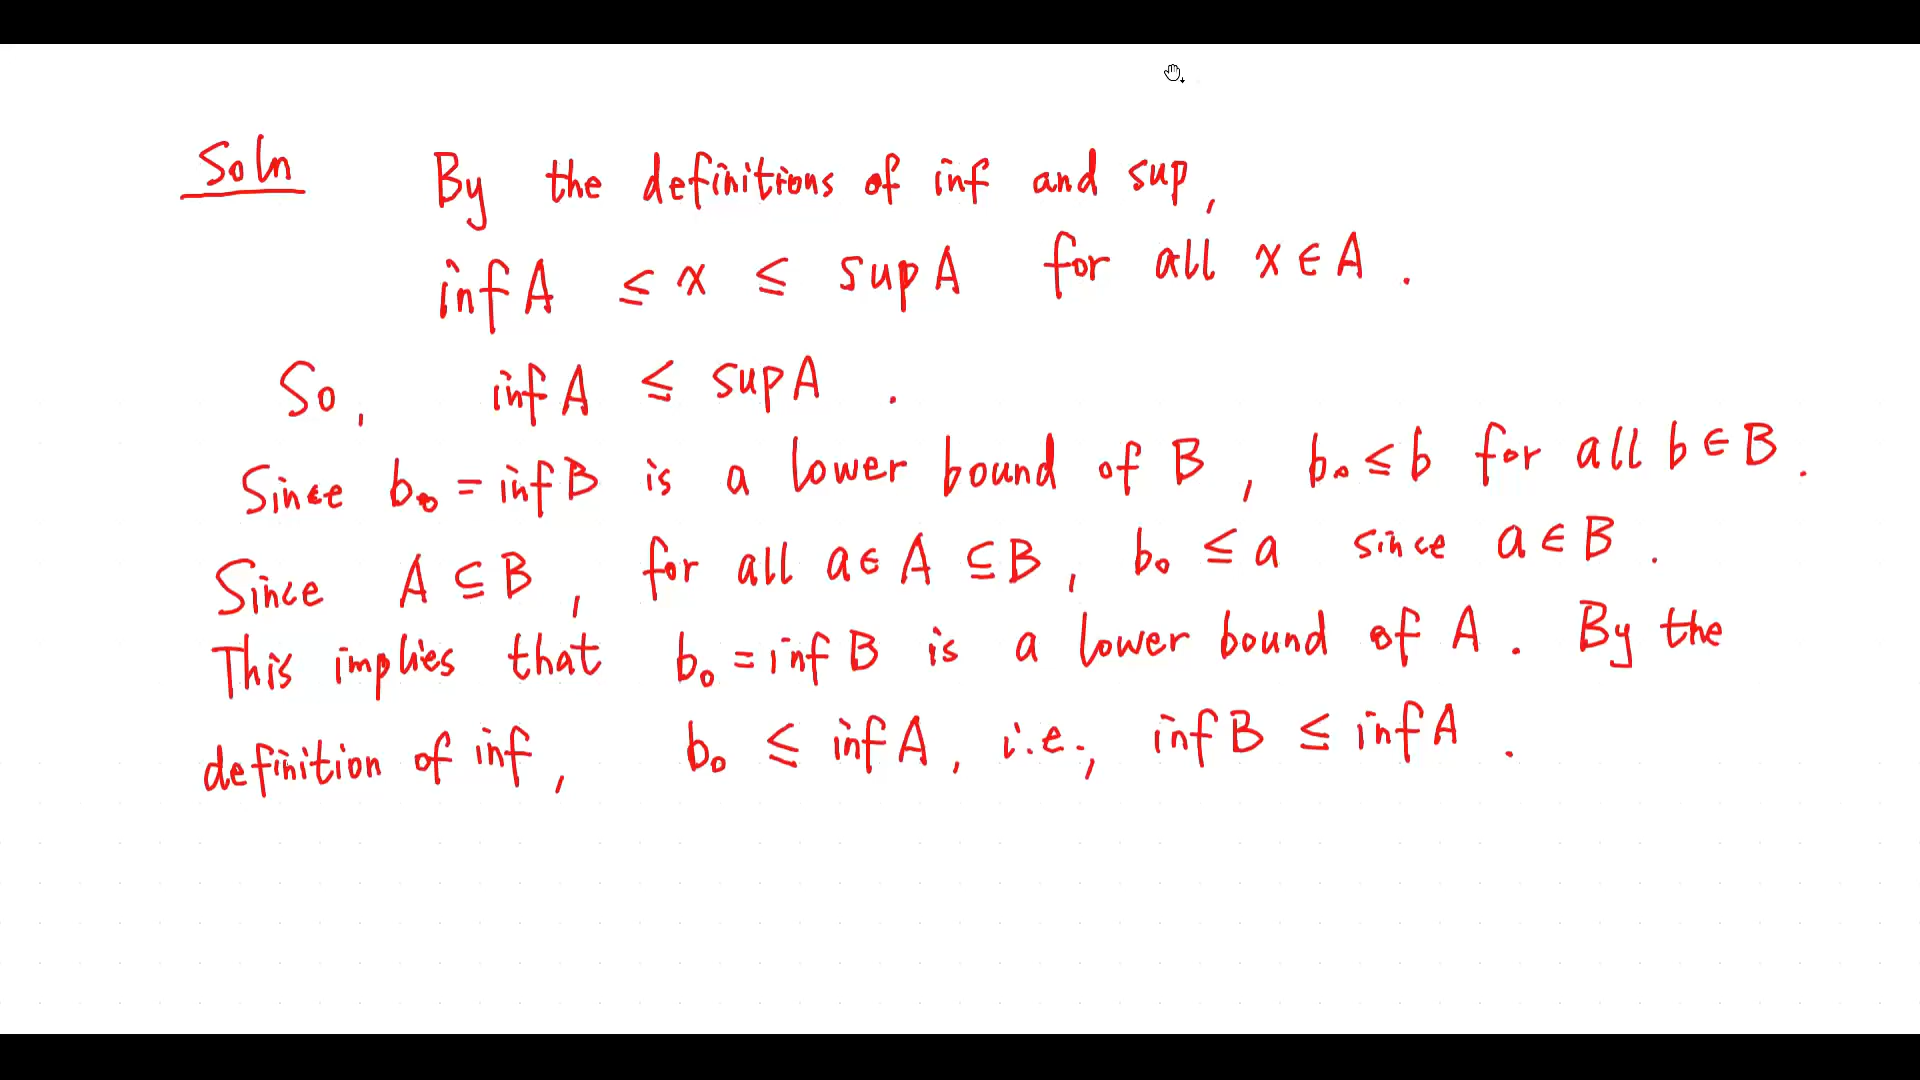 Soln By the definitions of inf and sup,
inf A ≤ x ≤ sup A for all x ∈ A.
So, inf A ≤ sup A.
Since b₀ = inf B is a lower bound of B, b₀ ≤ b for all b ∈ B.
Since A ⊆ B, for all a ∈ A ⊆ B, b₀ ≤ a since a ∈ B.
This implies that b₀ = inf B is a lower bound of A. By the
definition of inf, b₀ ≤ inf A, i.e., inf B ≤ inf A.